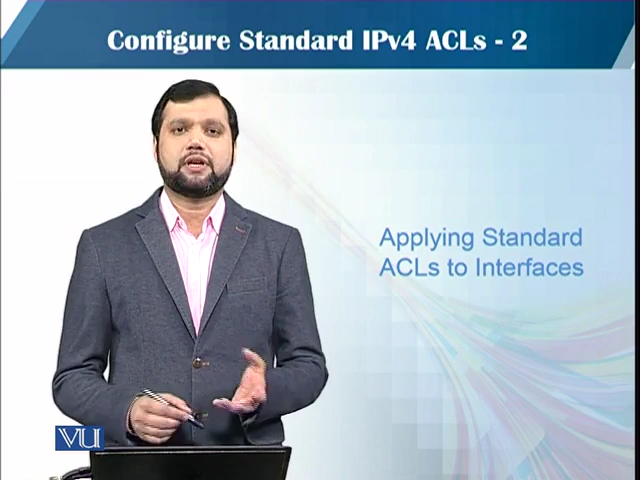 Configure Standard IPv4 ACLs - 2
Applying Standard
ACLs to Interfaces
VU